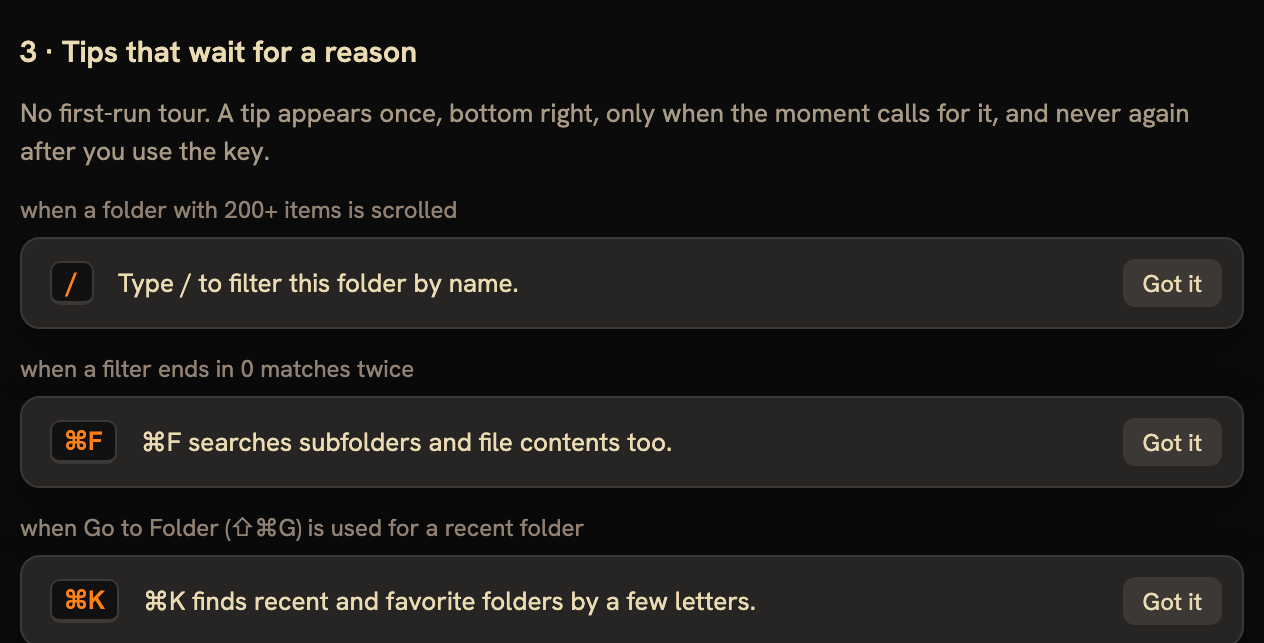 3 · Tips that wait for a reason
No first-run tour. A tip appears once, bottom right, only when the moment calls for it, and never again
after you use the key.
when a folder with 200+ items is scrolled
/ Type / to filter this folder by name. Got it
when a filter ends in 0 matches twice
⌘F ⌘F searches subfolders and file contents too. Got it
when Go to Folder (⇧⌘G) is used for a recent folder
⌘K ⌘K finds recent and favorite folders by a few letters. Got it